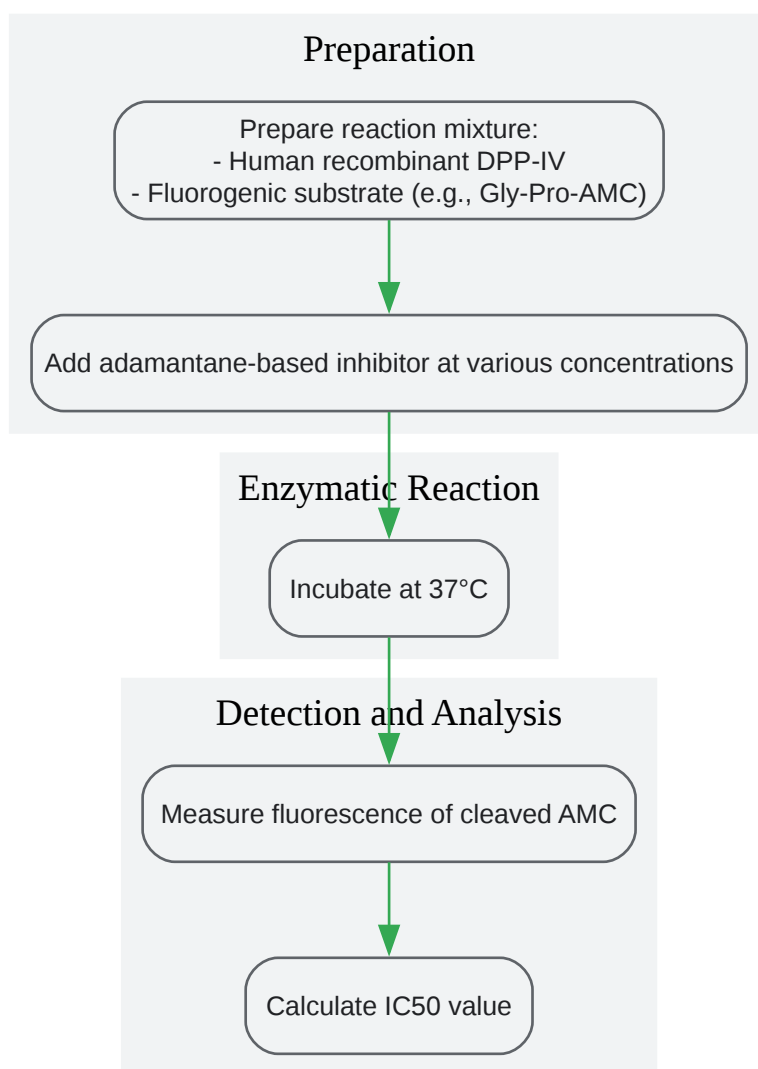 Preparation
Prepare reaction mixture:
- Human recombinant DPP-IV
- Fluorogenic substrate (e.g., Gly-Pro-AMC)
Add adamantane-based inhibitor at various concentrations
Enzymatic Reaction
Incubate at 37°C
Detection and Analysis
Measure fluorescence of cleaved AMC
Calculate IC50 value